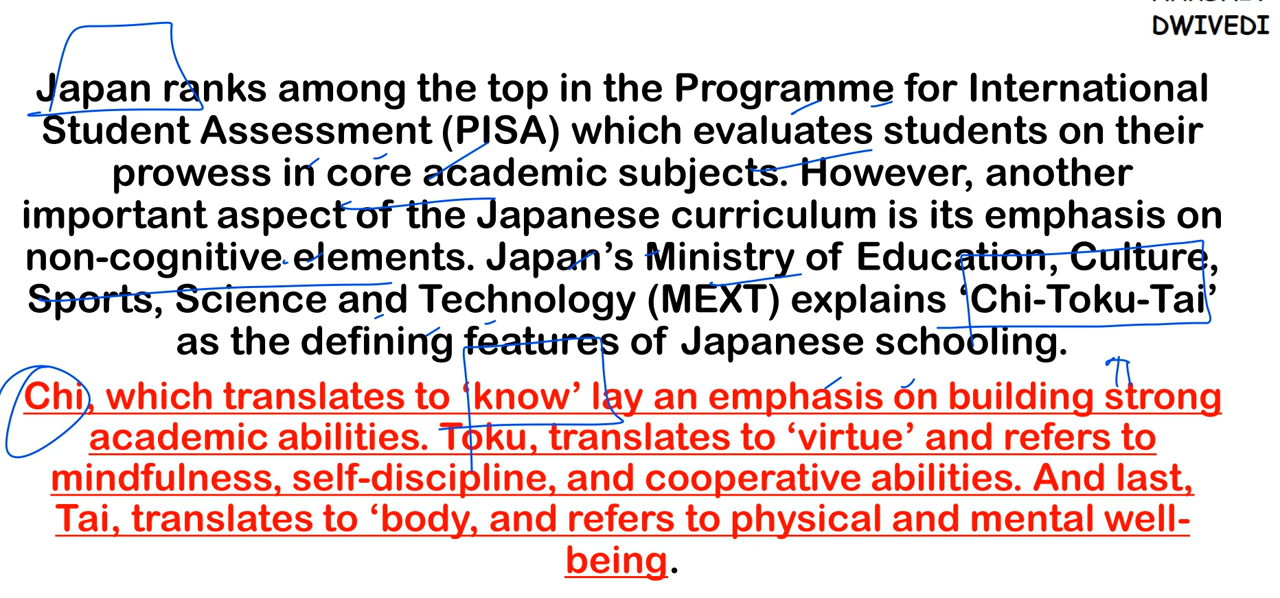 DWIVEDI
Japan ranks among the top in the Programme for International
Student Assessment (PISA) which evaluates students on their
prowess in core academic subjects. However, another
important aspect of the Japanese curriculum is its emphasis on
non-cognitive elements. Japan's Ministry of Education, Culture,
Sports, Science and Technology (MEXT) explains 'Chi-Toku-Tai'
as the defining features of Japanese schooling.
Chi, which translates to 'know' lay an emphasis on building strong
academic abilities. Toku, translates to 'virtue' and refers to
mindfulness, self-discipline, and cooperative abilities. And last,
Tai, translates to 'body, and refers to physical and mental well-
being.